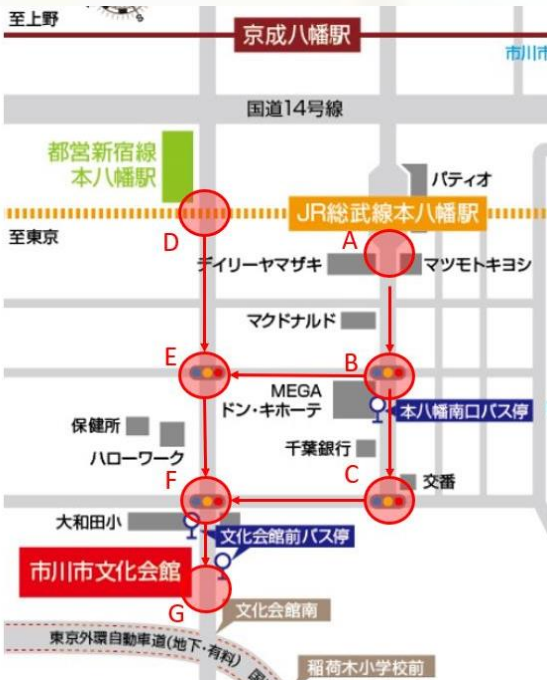 至上野
京成八幡駅
市川市
国道14号線
都営新宿線
本八幡駅
パティオ
JR総武線本八幡駅
D
至東京
A
デイリーヤマザキ
マツモトキヨシ
マクドナルド
E
B
MEGA
ドン・キホーテ
本八幡南口バス停
保健所
ハローワーク
千葉銀行
F
C
交番
大和田小
文化会館前バス停
市川市文化会館
G
文化会館南
東京外環自動車道(地下・有料)
国
稲荷木小学校前